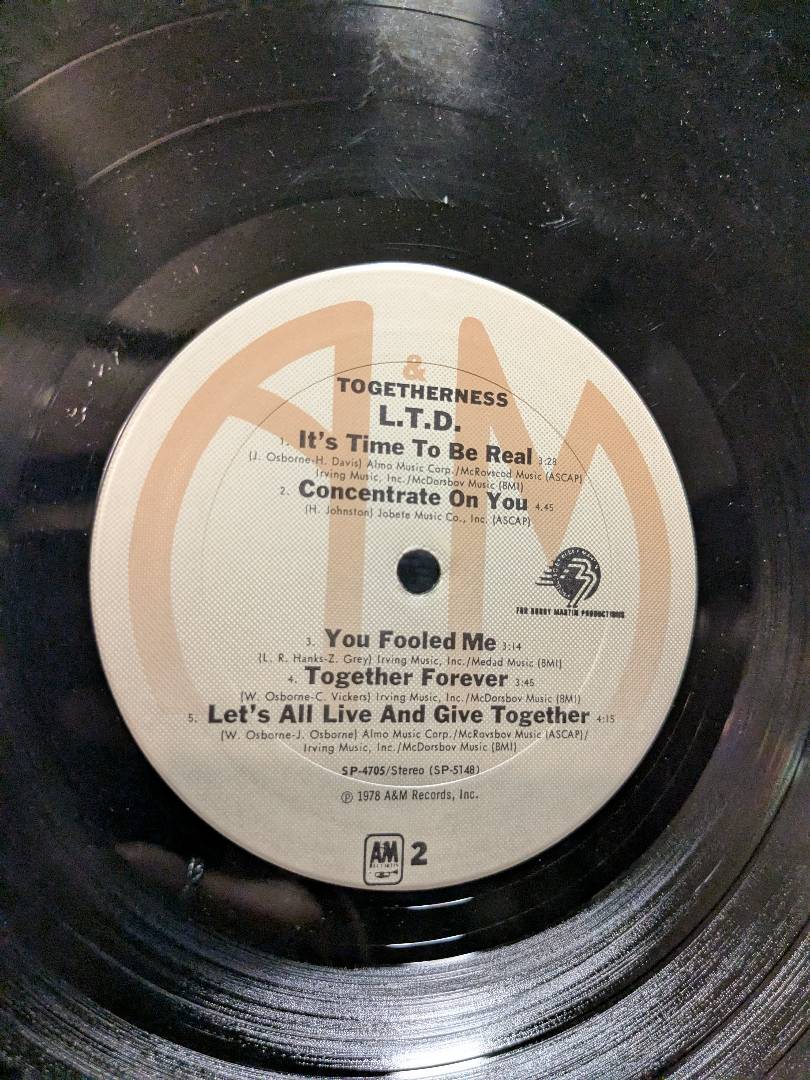 A & M
TOGETHERNESS
L.T.D.
1. It's Time To Be Real 3:28
(J. Osborne-H. Davis) Almo Music Corp./McRovscod Music (ASCAP)
Irving Music, Inc./McDorsbov Music (BMI)
2. Concentrate On You 4:45
(H. Johnston) Jobete Music Co., Inc. (ASCAP)
FOR BOBBY MARTIN PRODUCTIONS
3. You Fooled Me 3:14
(L. R. Hanks-Z. Grey) Irving Music, Inc./Medad Music (BMI)
4. Together Forever 3:45
(W. Osborne-C. Vickers) Irving Music, Inc./McDorsbov Music (BMI)
5. Let's All Live And Give Together 4:15
(W. Osborne-J. Osborne) Almo Music Corp./McRovsbov Music (ASCAP)/
Irving Music, Inc./McDorsbov Music (BMI)
SP-4705/Stereo (SP-5148)
Ⓟ 1978 A&M Records, Inc.
A&M RECORDS 2